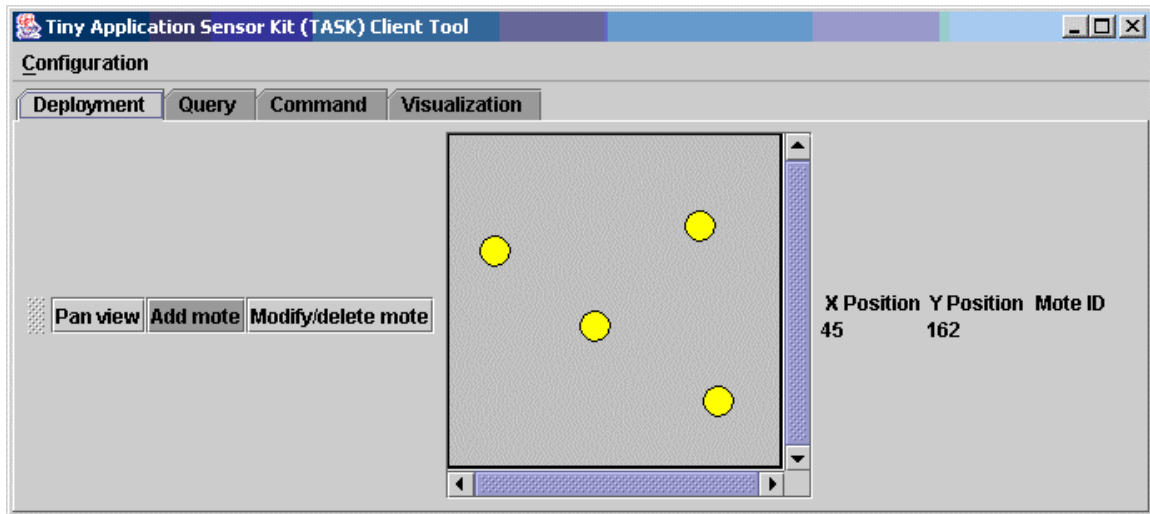 Tiny Application Sensor Kit (TASK) Client Tool
Configuration
Deployment Query Command Visualization
Pan view Add mote Modify/delete mote
X Position Y Position Mote ID
45 162